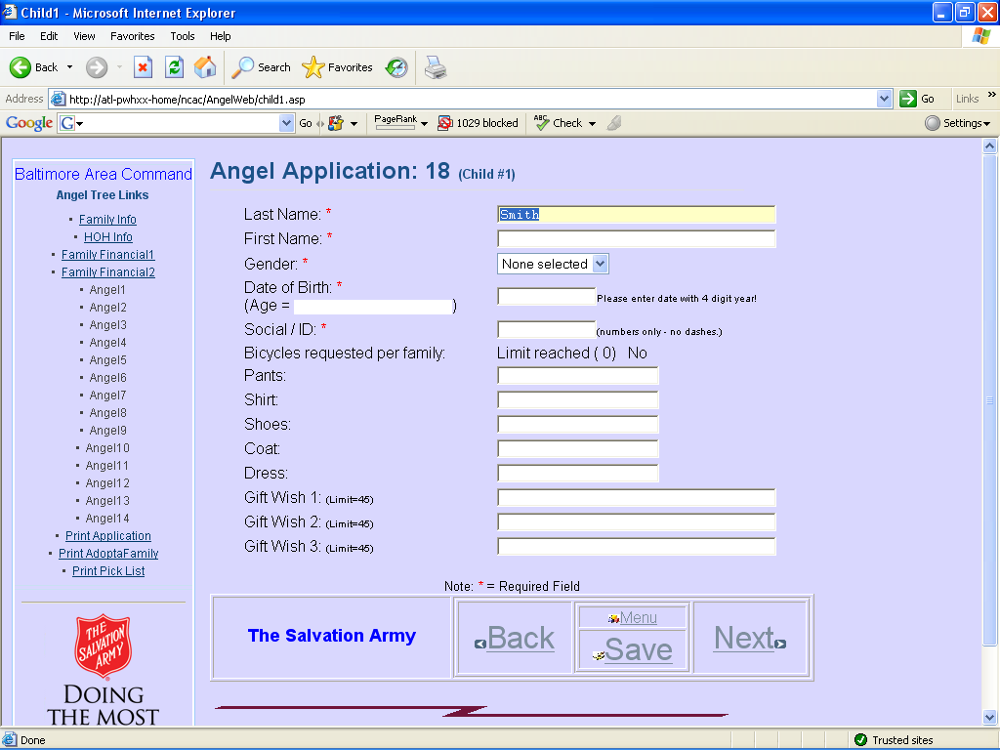 Child1 - Microsoft Internet Explorer
File Edit View Favorites Tools Help
Back Search Favorites
Address http://atl-pwhxx-home/ncac/AngelWeb/child1.asp Go Links »
Google G Go PageRank 1029 blocked ABC Check Settings
Baltimore Area Command
Angel Tree Links
Family Info
HOH Info
Family Financial1
Family Financial2
Angel1
Angel2
Angel3
Angel4
Angel5
Angel6
Angel7
Angel8
Angel9
Angel10
Angel11
Angel12
Angel13
Angel14
Print Application
Print AdoptaFamily
Print Pick List
THE SALVATION ARMY
DOING
THE MOST
Angel Application: 18 (Child #1)
Last Name: * Smith
First Name: *
Gender: * None selected
Date of Birth: *
(Age = ) Please enter date with 4 digit year!
Social / ID: * (numbers only - no dashes.)
Bicycles requested per family: Limit reached ( 0) No
Pants:
Shirt:
Shoes:
Coat:
Dress:
Gift Wish 1: (Limit=45)
Gift Wish 2: (Limit=45)
Gift Wish 3: (Limit=45)
Note: * = Required Field
The Salvation Army
Back
Menu
Save
Next
Done Trusted sites